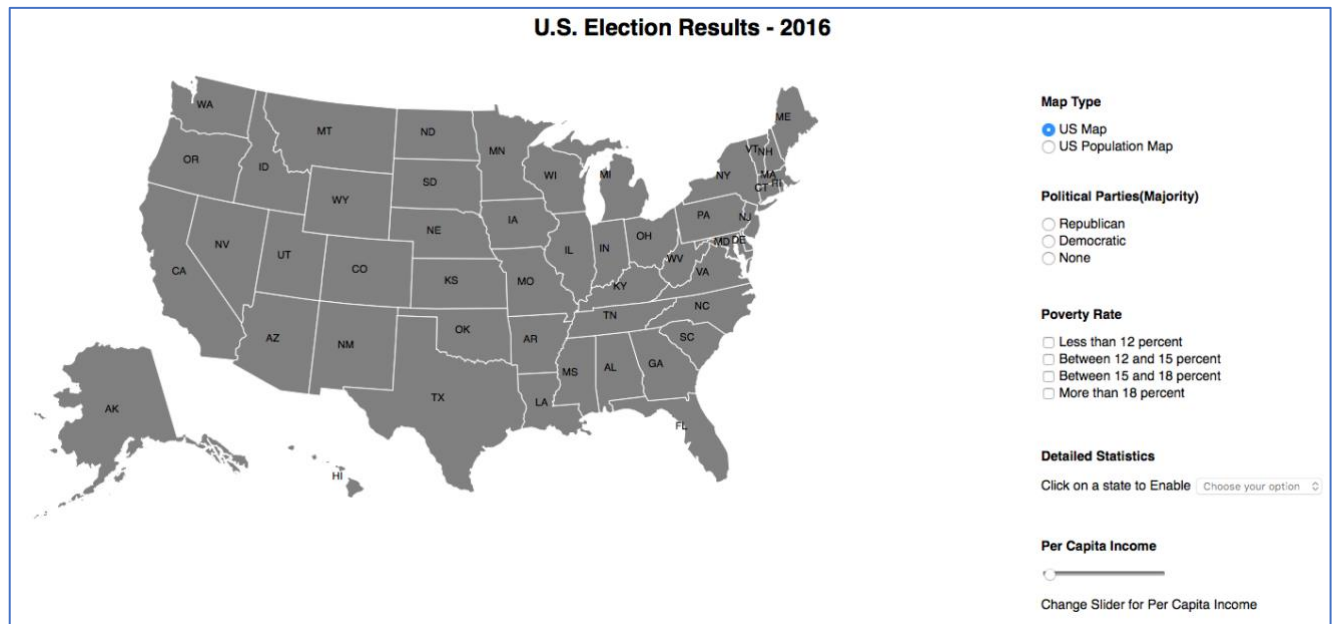 U.S. Election Results - 2016
WA
MT
ND
MN
ME
OR
ID
SD
WI
MI
VT
NH
NY
MA
CT
RI
WY
IA
PA
NJ
NE
OH
NV
UT
CO
IL
IN
MD
DE
CA
KS
MO
WV
VA
KY
NC
TN
AZ
NM
OK
AR
SC
MS
AL
GA
TX
LA
AK
FL
HI
Map Type
US Map
US Population Map
Political Parties(Majority)
Republican
Democratic
None
Poverty Rate
Less than 12 percent
Between 12 and 15 percent
Between 15 and 18 percent
More than 18 percent
Detailed Statistics
Click on a state to Enable Choose your option
Per Capita Income
Change Slider for Per Capita Income